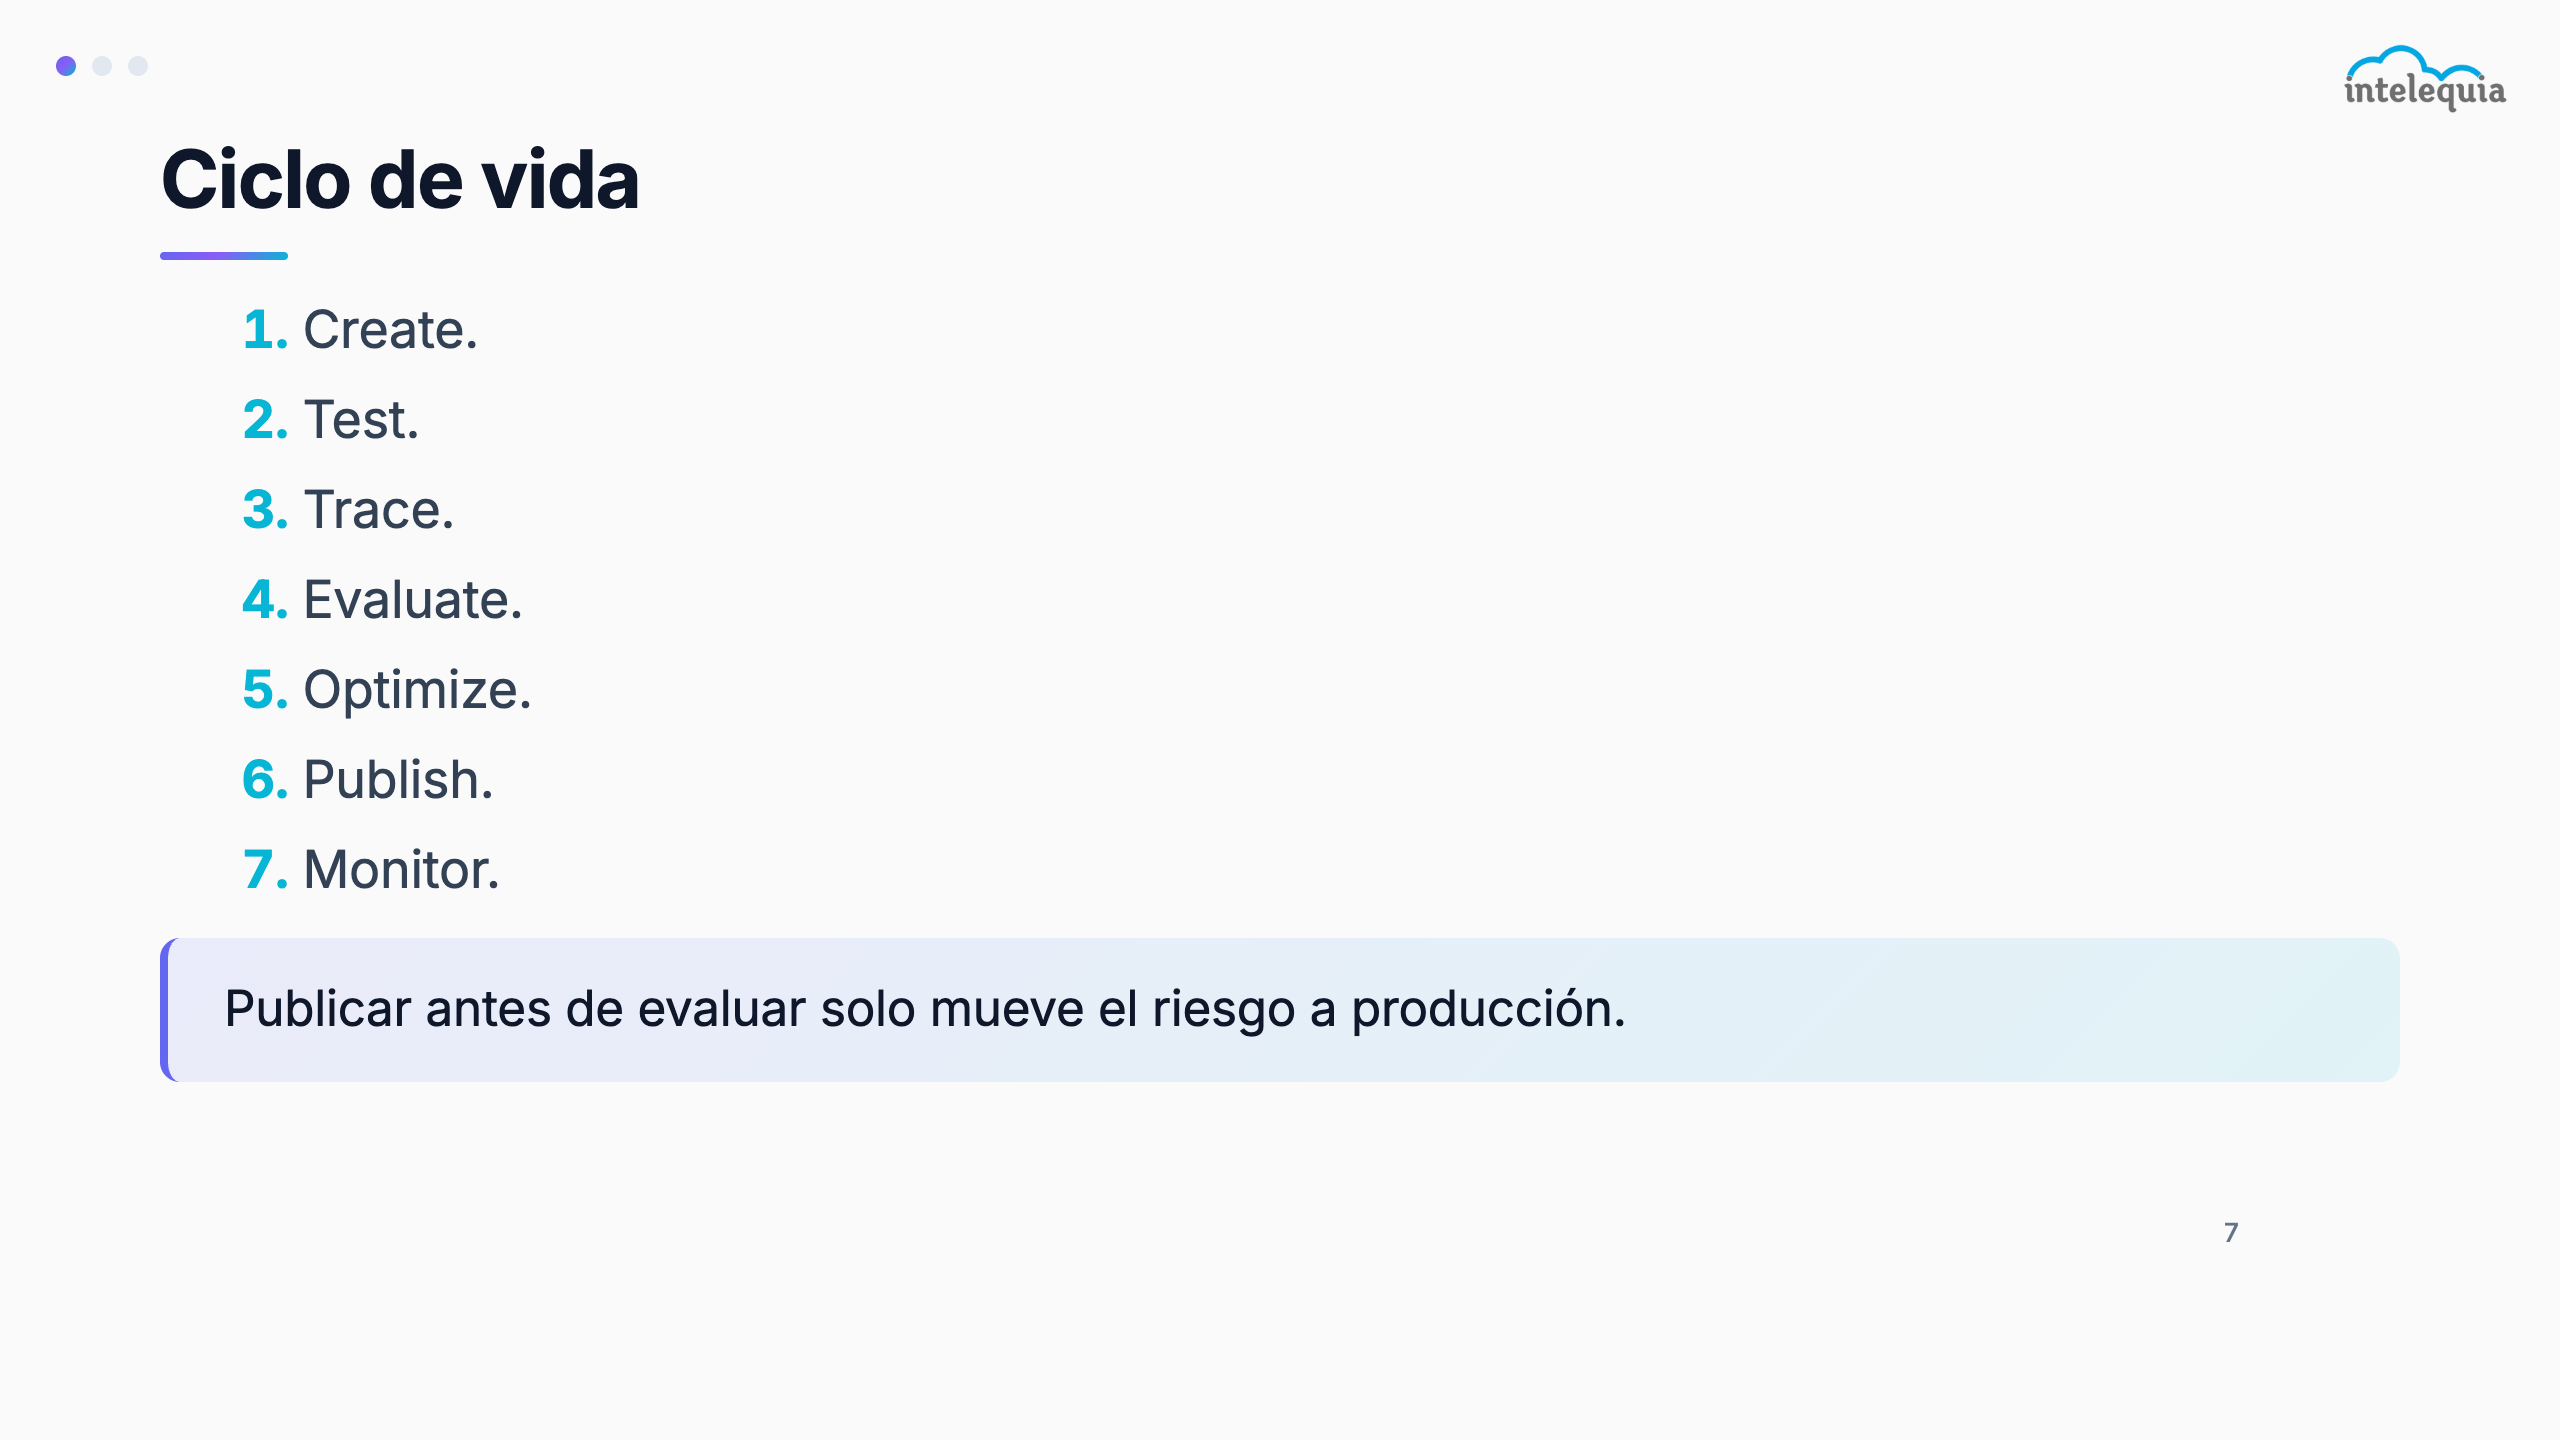 intelequia
Ciclo de vida
1. Create.
2. Test.
3. Trace.
4. Evaluate.
5. Optimize.
6. Publish.
7. Monitor.
Publicar antes de evaluar solo mueve el riesgo a producción.
7